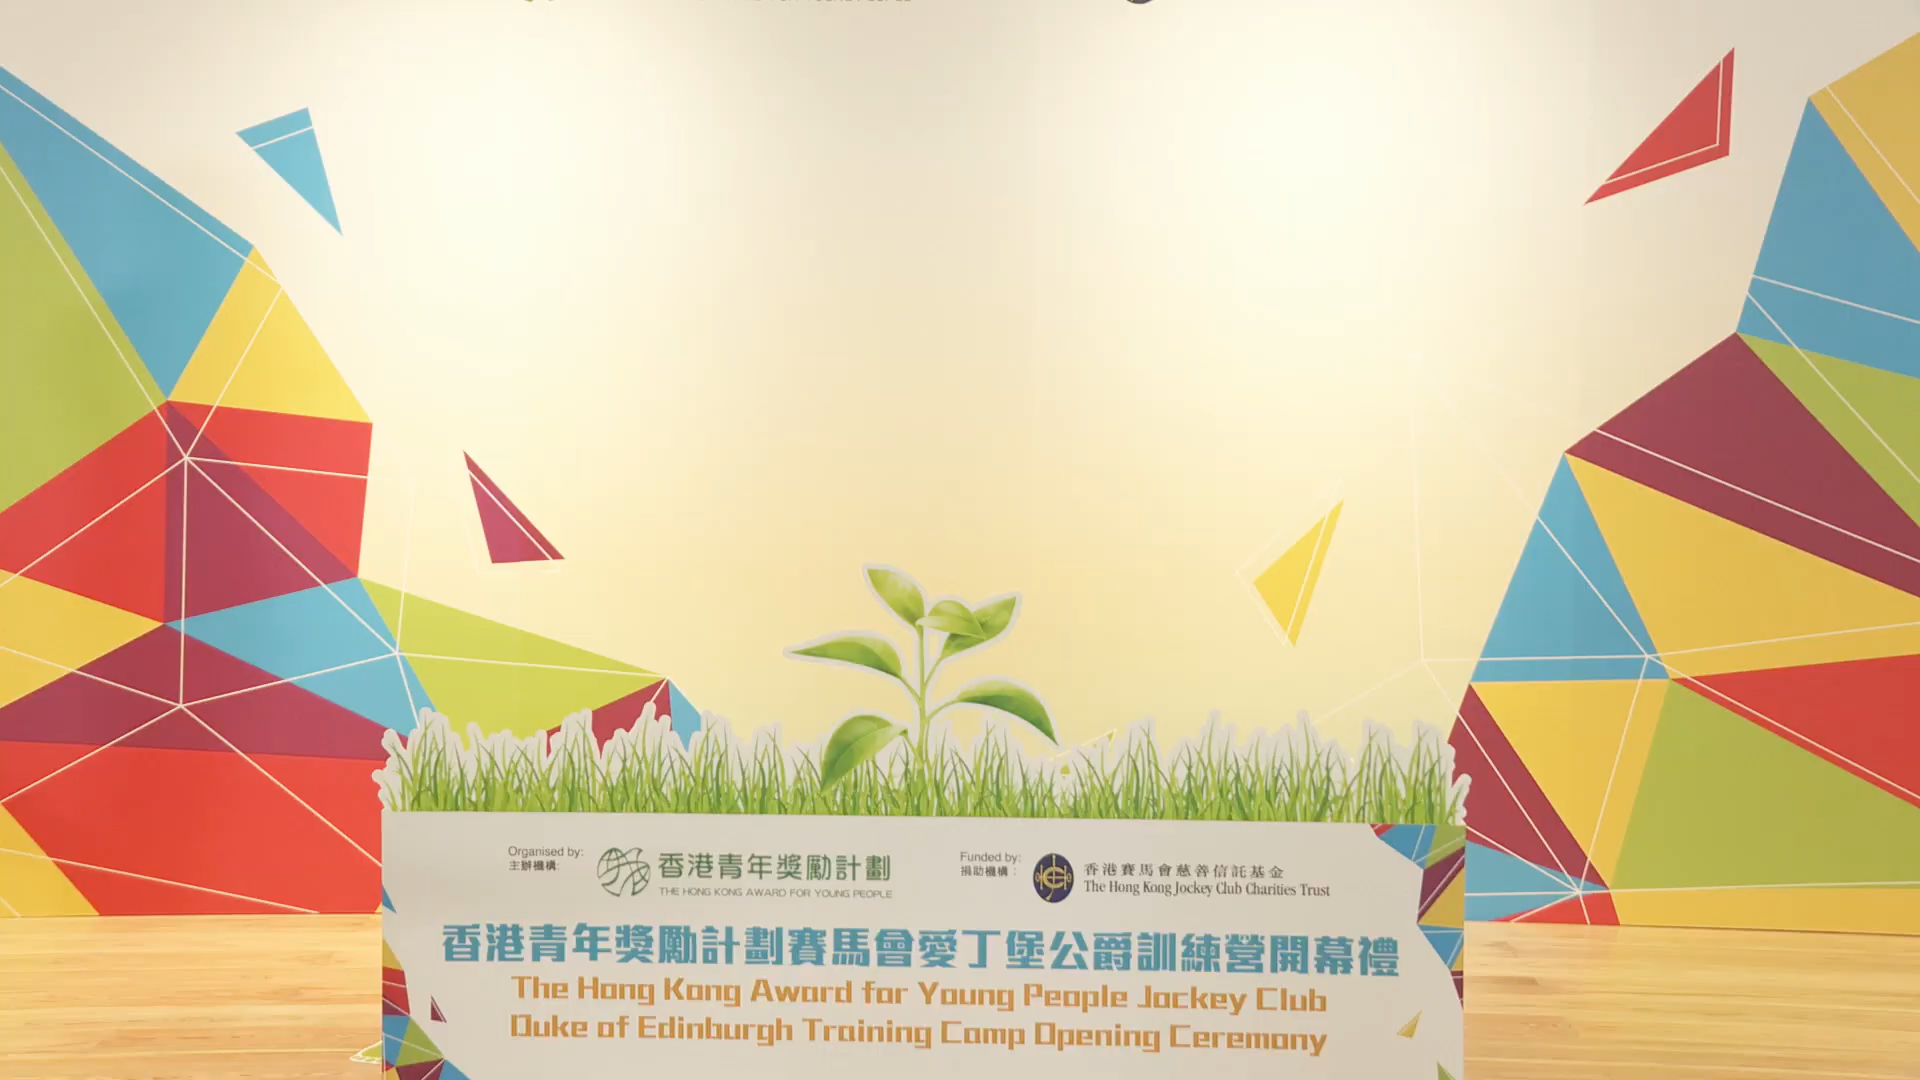 Organised by:
主辦機構:
香港青年獎勵計劃
THE HONG KONG AWARD FOR YOUNG PEOPLE
Funded by:
捐助機構：
香港賽馬會慈善信託基金
The Hong Kong Jockey Club Charities Trust
香港青年獎勵計劃賽馬會愛丁堡公爵訓練營開幕禮
The Hong Kong Award for Young People Jockey Club
Duke of Edinburgh Training Camp Opening Ceremony